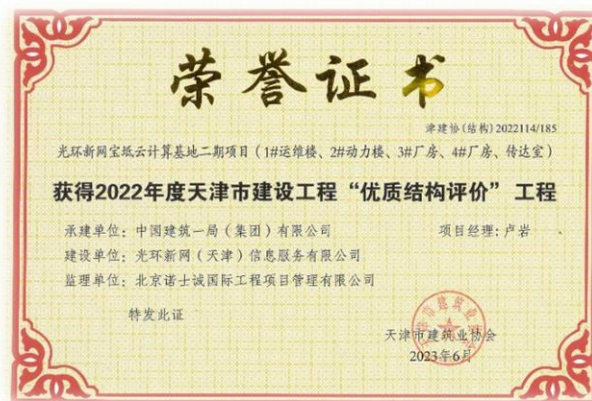 荣誉证书
津建协(结构)2022114/185
光环新网宝坻云计算基地二期项目(1#运维楼、2#动力楼、3#厂房、4#厂房、传达室)
获得2022年度天津市建设工程“优质结构评价”工程
承建单位:中国建筑一局(集团)有限公司 项目经理:卢岩
建设单位:光环新网(天津)信息服务有限公司
监理单位:北京诺士诚国际工程项目管理有限公司
特发此证
天津市建筑业协会
2023年6月